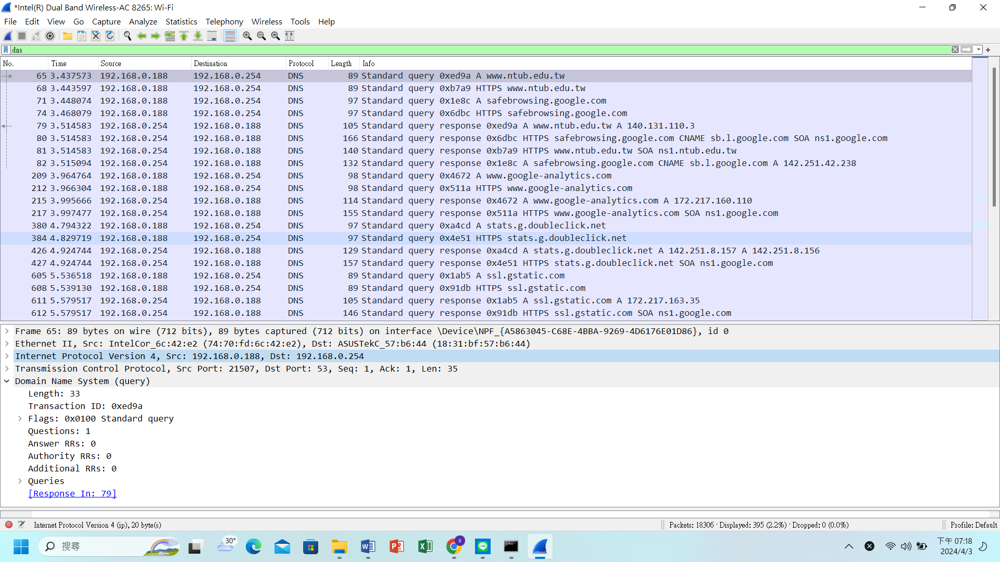 *Intel(R) Dual Band Wireless-AC 8265: Wi-Fi
File Edit View Go Capture Analyze Statistics Telephony Wireless Tools Help
dns
No. Time Source Destination Protocol Length Info
65 3.437573 192.168.0.188 192.168.0.254 DNS 89 Standard query 0xed9a A www.ntub.edu.tw
68 3.443597 192.168.0.188 192.168.0.254 DNS 89 Standard query 0xb7a9 HTTPS www.ntub.edu.tw
71 3.448074 192.168.0.188 192.168.0.254 DNS 97 Standard query 0x1e8c A safebrowsing.google.com
74 3.468079 192.168.0.188 192.168.0.254 DNS 97 Standard query 0x6dbc HTTPS safebrowsing.google.com
79 3.514583 192.168.0.254 192.168.0.188 DNS 105 Standard query response 0xed9a A www.ntub.edu.tw A 140.131.110.3
80 3.514583 192.168.0.254 192.168.0.188 DNS 166 Standard query response 0x6dbc HTTPS safebrowsing.google.com CNAME sb.l.google.com SOA ns1.google.com
81 3.514583 192.168.0.254 192.168.0.188 DNS 140 Standard query response 0xb7a9 HTTPS www.ntub.edu.tw SOA ns1.ntub.edu.tw
82 3.515094 192.168.0.254 192.168.0.188 DNS 132 Standard query response 0x1e8c A safebrowsing.google.com CNAME sb.l.google.com A 142.251.42.238
209 3.964764 192.168.0.188 192.168.0.254 DNS 98 Standard query 0x4672 A www.google-analytics.com
212 3.966304 192.168.0.188 192.168.0.254 DNS 98 Standard query 0x511a HTTPS www.google-analytics.com
215 3.995666 192.168.0.254 192.168.0.188 DNS 114 Standard query response 0x4672 A www.google-analytics.com A 172.217.160.110
217 3.997477 192.168.0.254 192.168.0.188 DNS 155 Standard query response 0x511a HTTPS www.google-analytics.com SOA ns1.google.com
380 4.794322 192.168.0.188 192.168.0.254 DNS 97 Standard query 0xa4cd A stats.g.doubleclick.net
384 4.829719 192.168.0.188 192.168.0.254 DNS 97 Standard query 0x4e51 HTTPS stats.g.doubleclick.net
426 4.924744 192.168.0.254 192.168.0.188 DNS 129 Standard query response 0xa4cd A stats.g.doubleclick.net A 142.251.8.157 A 142.251.8.156
427 4.924744 192.168.0.254 192.168.0.188 DNS 157 Standard query response 0x4e51 HTTPS stats.g.doubleclick.net SOA ns1.google.com
605 5.536518 192.168.0.188 192.168.0.254 DNS 89 Standard query 0x1ab5 A ssl.gstatic.com
608 5.539130 192.168.0.188 192.168.0.254 DNS 89 Standard query 0x91db HTTPS ssl.gstatic.com
611 5.579517 192.168.0.254 192.168.0.188 DNS 105 Standard query response 0x1ab5 A ssl.gstatic.com A 172.217.163.35
612 5.579517 192.168.0.254 192.168.0.188 DNS 146 Standard query response 0x91db HTTPS ssl.gstatic.com SOA ns1.google.com
Frame 65: 89 bytes on wire (712 bits), 89 bytes captured (712 bits) on interface \Device\NPF_{A5863045-C68E-4BBA-9269-4D6176E01D86}, id 0
Ethernet II, Src: IntelCor_6c:42:e2 (74:70:fd:6c:42:e2), Dst: ASUSTekC_57:b6:44 (18:31:bf:57:b6:44)
Internet Protocol Version 4, Src: 192.168.0.188, Dst: 192.168.0.254
Transmission Control Protocol, Src Port: 21507, Dst Port: 53, Seq: 1, Ack: 1, Len: 35
Domain Name System (query)
Length: 33
Transaction ID: 0xed9a
Flags: 0x0100 Standard query
Questions: 1
Answer RRs: 0
Authority RRs: 0
Additional RRs: 0
Queries
[Response In: 79]
Internet Protocol Version 4 (ip), 20 byte(s)
Packets: 18306 · Displayed: 395 (2.2%) · Dropped: 0 (0.0%)
Profile: Default
搜尋
30°
S
LINE
下午 07:18
2024/4/3